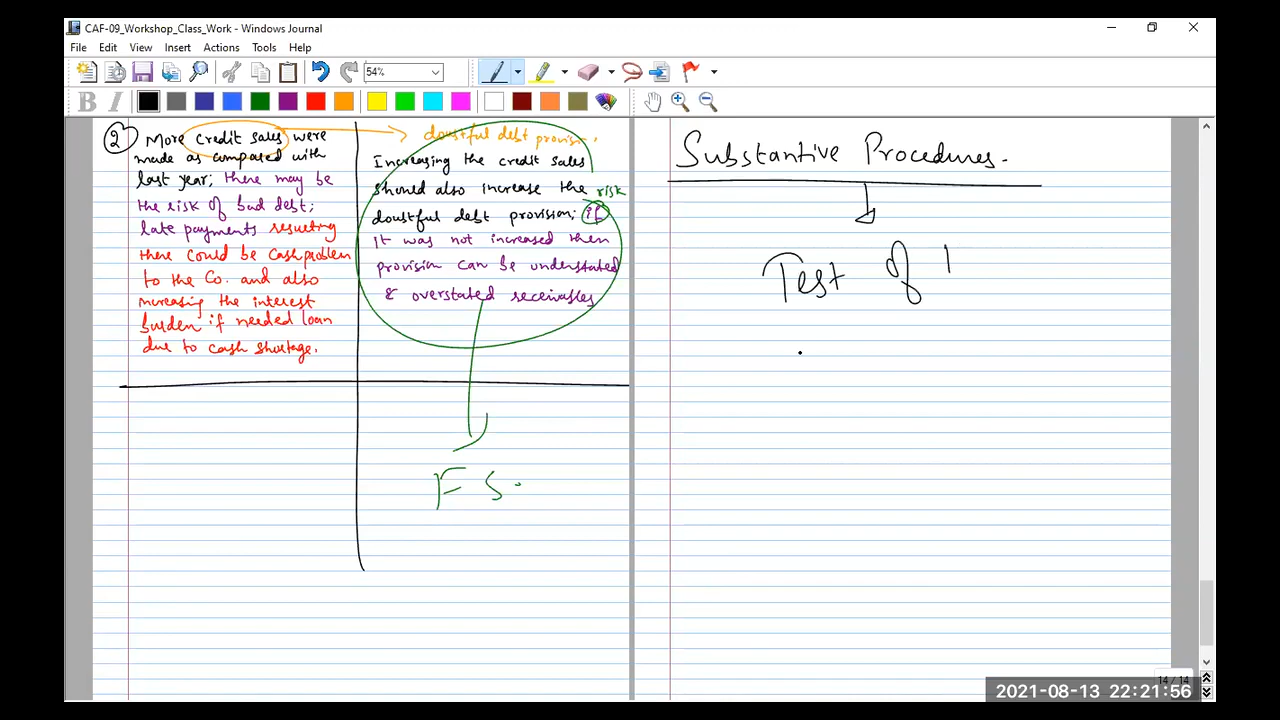 CAF-09_Workshop_Class_Work - Windows Journal
File Edit View Insert Actions Tools Help
54%
B I
② More credit sales were
made as compared with
last year; there may be
the risk of bad debt;
late payments resulting
there could be cash problem
to the Co. and also
increasing the interest
burden if needed loan
due to cash shortage.
doubtful debt provision.
Increasing the credit sales
should also increase the risk
doubtful debt provision; if
it was not increased then
provision can be understated
& overstated receivables
F S.
Substantive Procedures.
Test of
14 / 14
2021-08-13 22:21:56